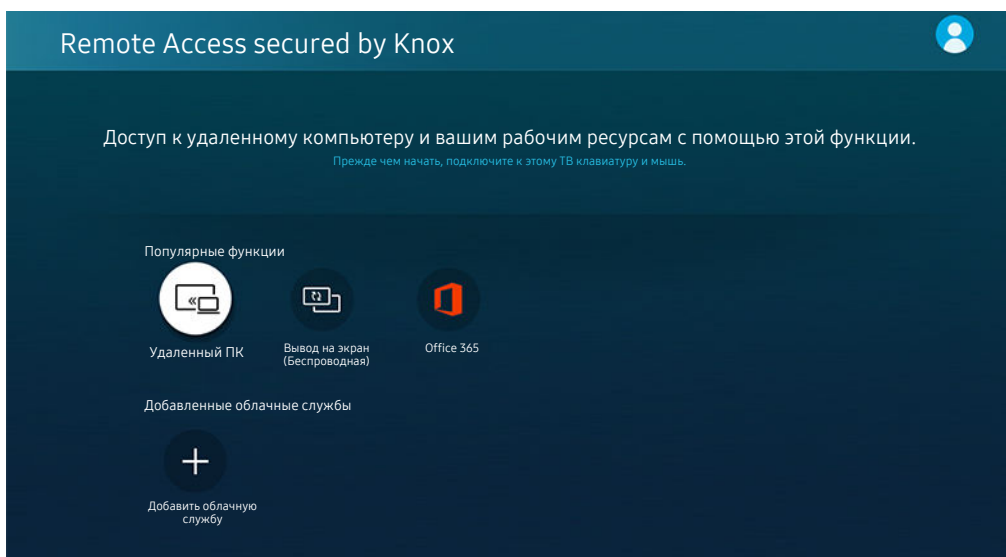 Remote Access secured by Knox
Доступ к удаленному компьютеру и вашим рабочим ресурсам с помощью этой функции.
Прежде чем начать, подключите к этому ТВ клавиатуру и мышь.
Популярные функции
Удаленный ПК
Вывод на экран
(Беспроводная)
Office 365
Добавленные облачные службы
Добавить облачную
службу